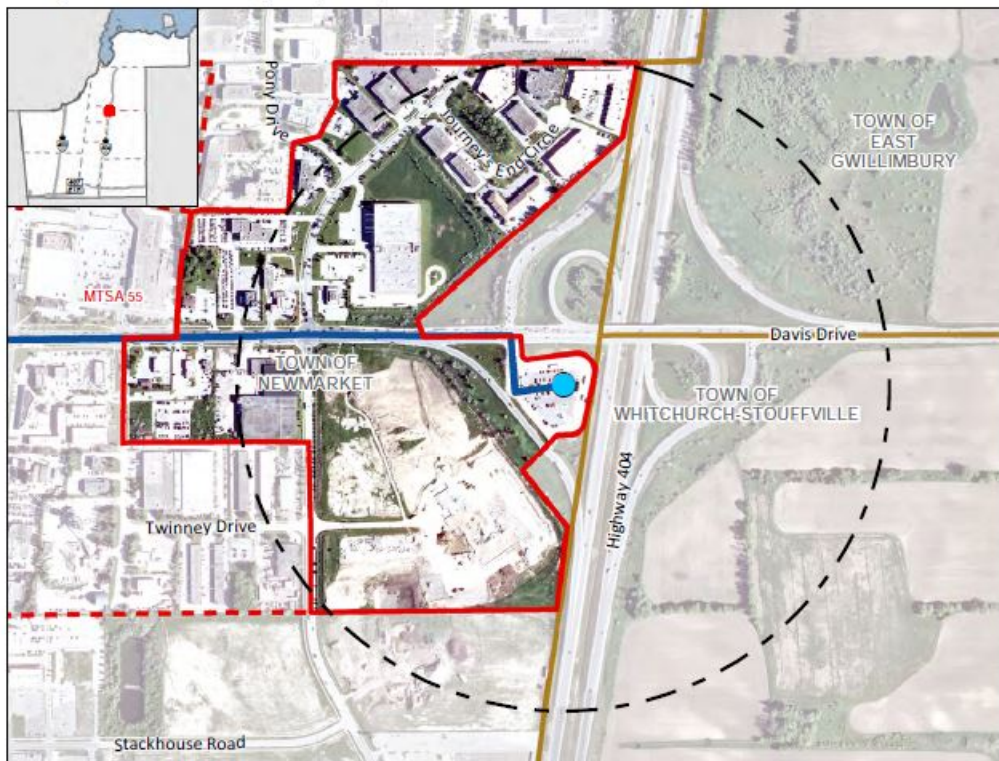 Pony Drive
Journey's End Circle
TOWN OF
EAST
GWILLIMBURY
MTSA 55
Davis Drive
TOWN OF
NEWMARKET
TOWN OF
WHITCHURCH-STOUFFVILLE
Highway 404
Twinney Drive
Stackhouse Road